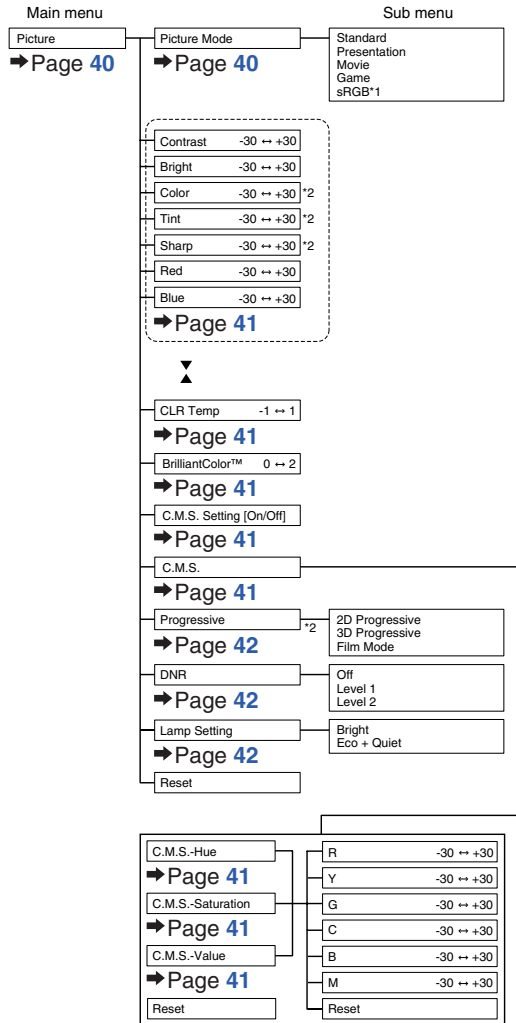 Main menu
Sub menu
Picture
➡Page 40
Picture Mode
➡Page 40
Standard
Presentation
Movie
Game
sRGB*1
Contrast -30 ↔ +30
Bright -30 ↔ +30
Color -30 ↔ +30 *2
Tint -30 ↔ +30 *2
Sharp -30 ↔ +30 *2
Red -30 ↔ +30
Blue -30 ↔ +30
➡Page 41
CLR Temp -1 ↔ 1
➡Page 41
BrilliantColor™ 0 ↔ 2
➡Page 41
C.M.S. Setting [On/Off]
➡Page 41
C.M.S.
➡Page 41
Progressive *2
➡Page 42
2D Progressive
3D Progressive
Film Mode
DNR
➡Page 42
Off
Level 1
Level 2
Lamp Setting
➡Page 42
Bright
Eco + Quiet
Reset
C.M.S.-Hue
➡Page 41
C.M.S.-Saturation
➡Page 41
C.M.S.-Value
➡Page 41
Reset
R -30 ↔ +30
Y -30 ↔ +30
G -30 ↔ +30
C -30 ↔ +30
B -30 ↔ +30
M -30 ↔ +30
Reset